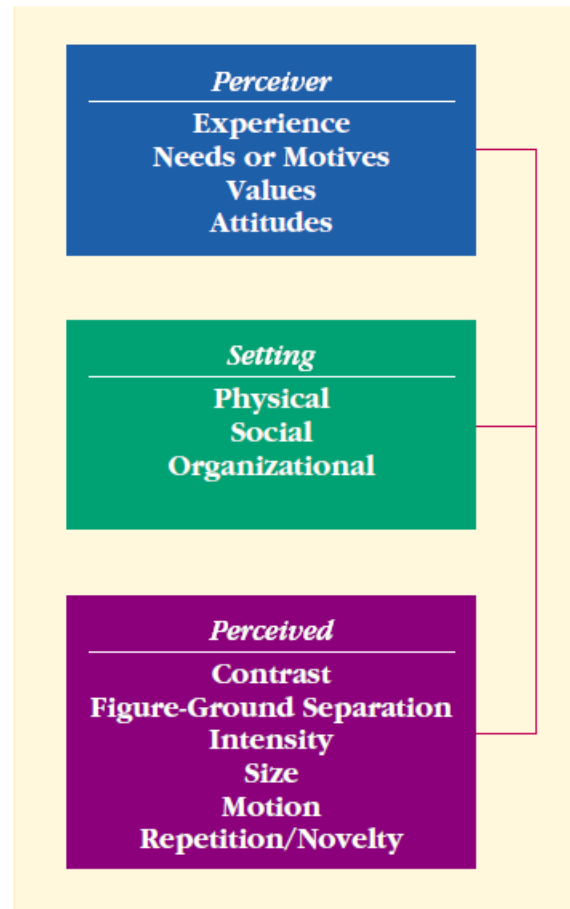 Perceiver
Experience
Needs or Motives
Values
Attitudes
Setting
Physical
Social
Organizational
Perceived
Contrast
Figure-Ground Separation
Intensity
Size
Motion
Repetition/Novelty